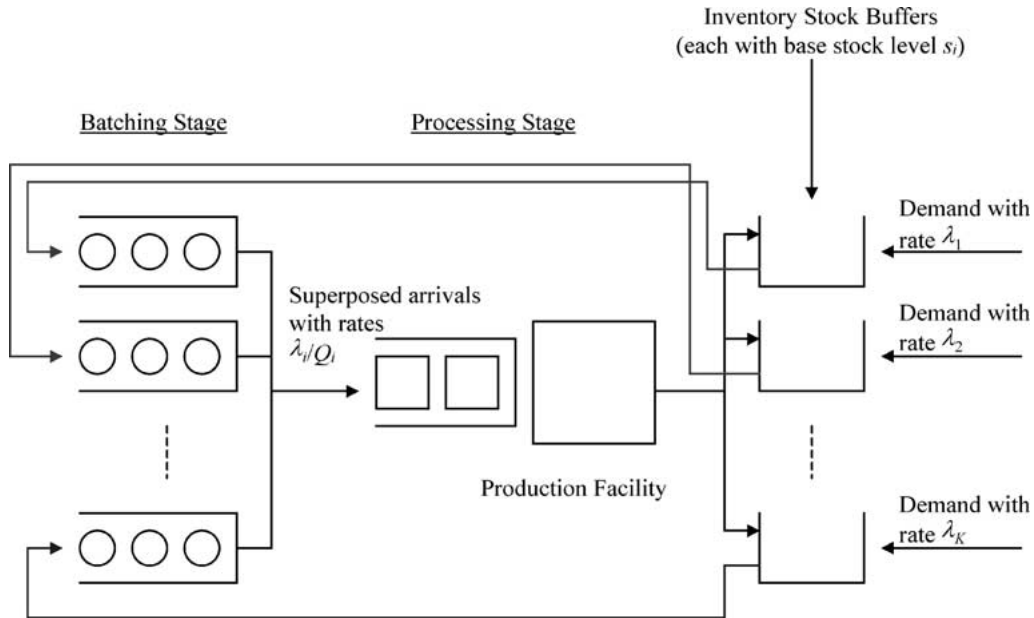 Inventory Stock Buffers
(each with base stock level sᵢ)
Batching Stage
Processing Stage
Demand with
rate λ₁
Superposed arrivals
with rates
λᵢ/Qᵢ
Demand with
rate λ₂
Production Facility
Demand with
rate λ_K